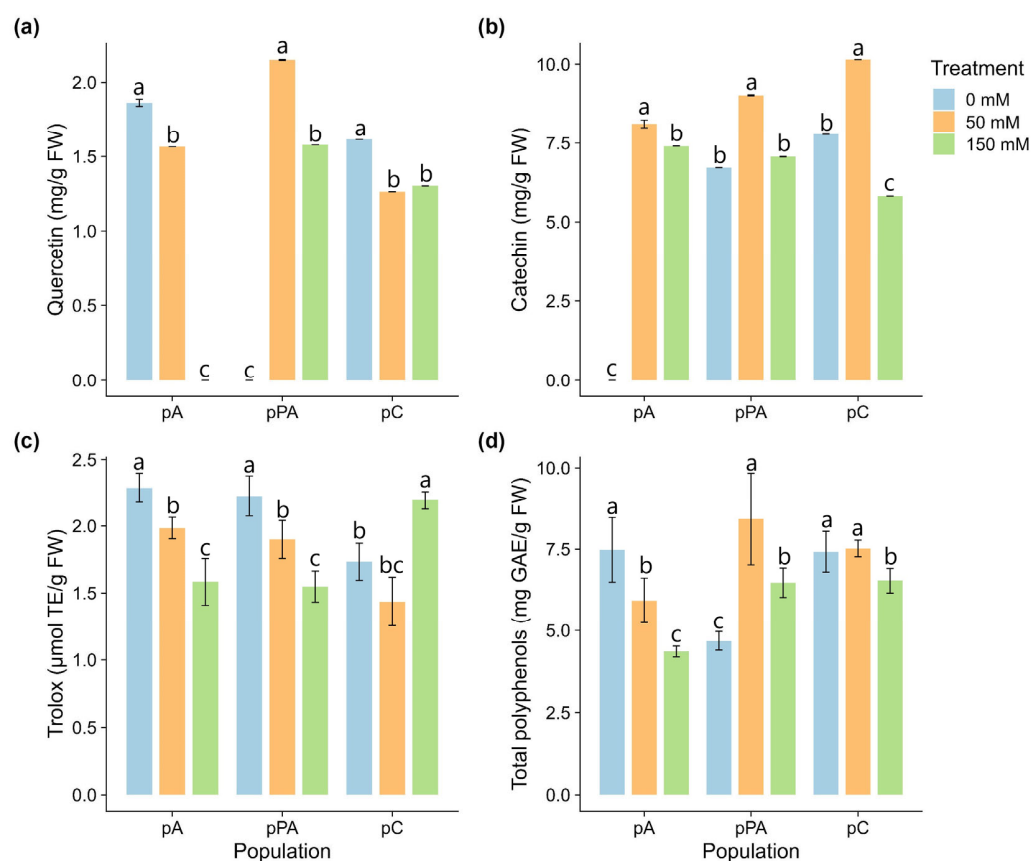 (a)
Quercetin (mg/g FW)
2.0
1.5
1.0
0.5
0.0
a
b
c
c
a
b
a
b
b
pA
pPA
pC
(b)
Catechin (mg/g FW)
10.0
7.5
5.0
2.5
0.0
c
a
b
b
a
b
b
a
c
pA
pPA
pC
Treatment
0 mM
50 mM
150 mM
(c)
Trolox (µmol TE/g FW)
2.5
2.0
1.5
1.0
0.5
0.0
a
b
c
a
b
c
b
bc
a
pA
pPA
pC
Population
(d)
Total polyphenols (mg GAE/g FW)
10.0
7.5
5.0
2.5
0.0
a
b
c
c
a
b
a
a
b
pA
pPA
pC
Population